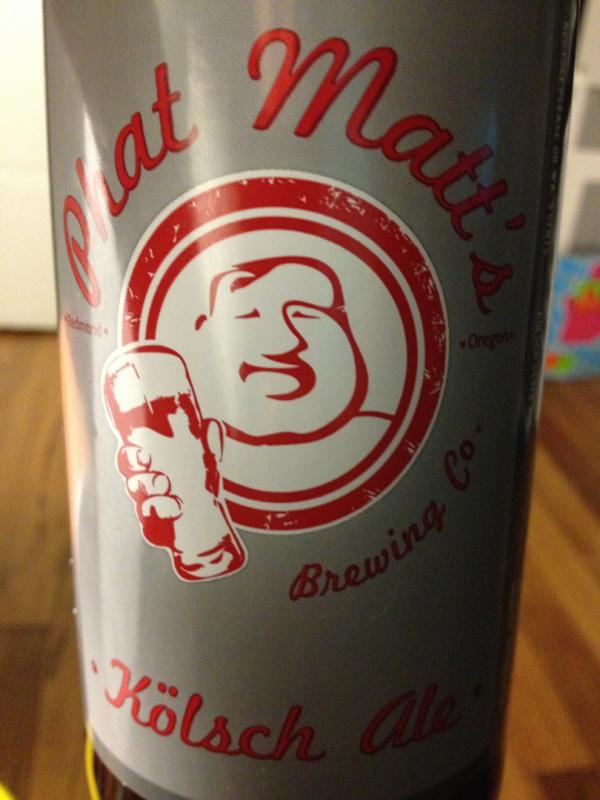 Phat Matt's
•Redmond•
•Oregon•
Brewing Co.
•Kölsch Ale•